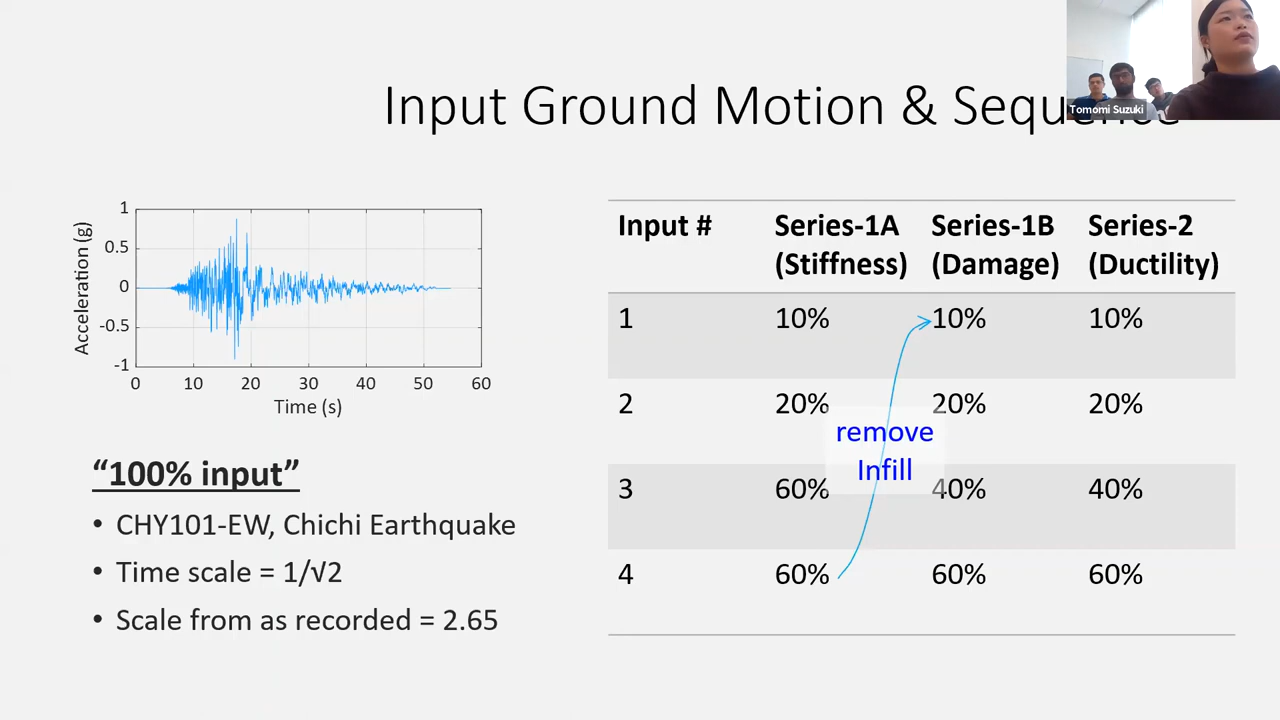 Input Ground Motion & Sequence
Tomomi Suzuki
1
0.5
0
-0.5
-1
Acceleration (g)
0 10 20 30 40 50 60
Time (s)
“100% input”
• CHY101-EW, Chichi Earthquake
• Time scale = 1/√2
• Scale from as recorded = 2.65
Input # Series-1A Series-1B Series-2
(Stiffness) (Damage) (Ductility)
1 10% 10% 10%
2 20% 20% 20%
remove
Infill
3 60% 40% 40%
4 60% 60% 60%